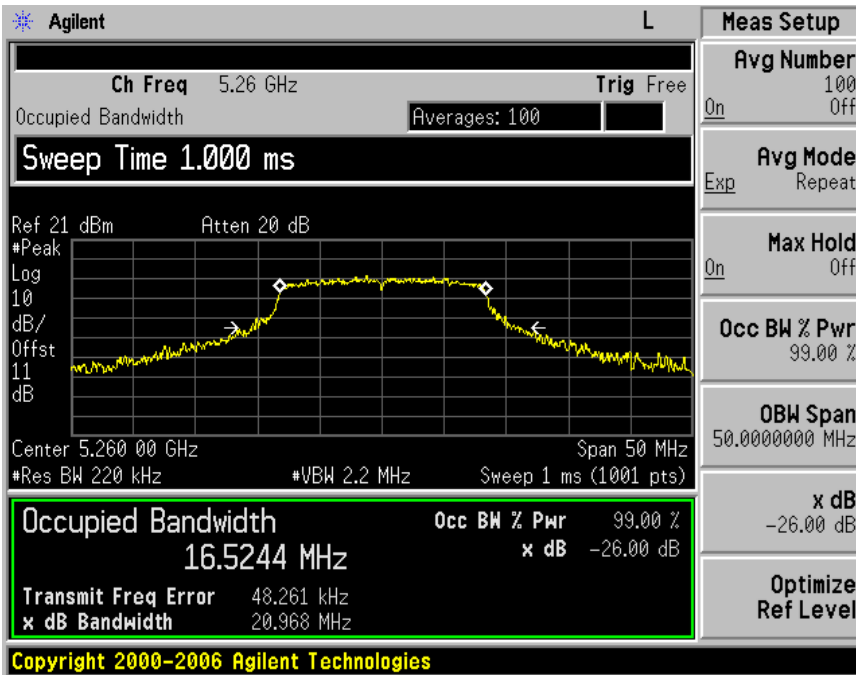 Agilent L Meas Setup
Ch Freq 5.26 GHz Trig Free
Occupied Bandwidth Averages: 100
Sweep Time 1.000 ms
Ref 21 dBm Atten 20 dB
#Peak
Log
10
dB/
Offst
11
dB
Center 5.260 00 GHz Span 50 MHz
#Res BW 220 kHz #VBW 2.2 MHz Sweep 1 ms (1001 pts)
Occupied Bandwidth Occ BW % Pwr 99.00 %
16.5244 MHz x dB -26.00 dB
Transmit Freq Error 48.261 kHz
x dB Bandwidth 20.968 MHz
Copyright 2000-2006 Agilent Technologies
Avg Number
100
On Off
Avg Mode
Exp Repeat
Max Hold
On Off
Occ BW % Pwr
99.00 %
OBW Span
50.0000000 MHz
x dB
-26.00 dB
Optimize
Ref Level